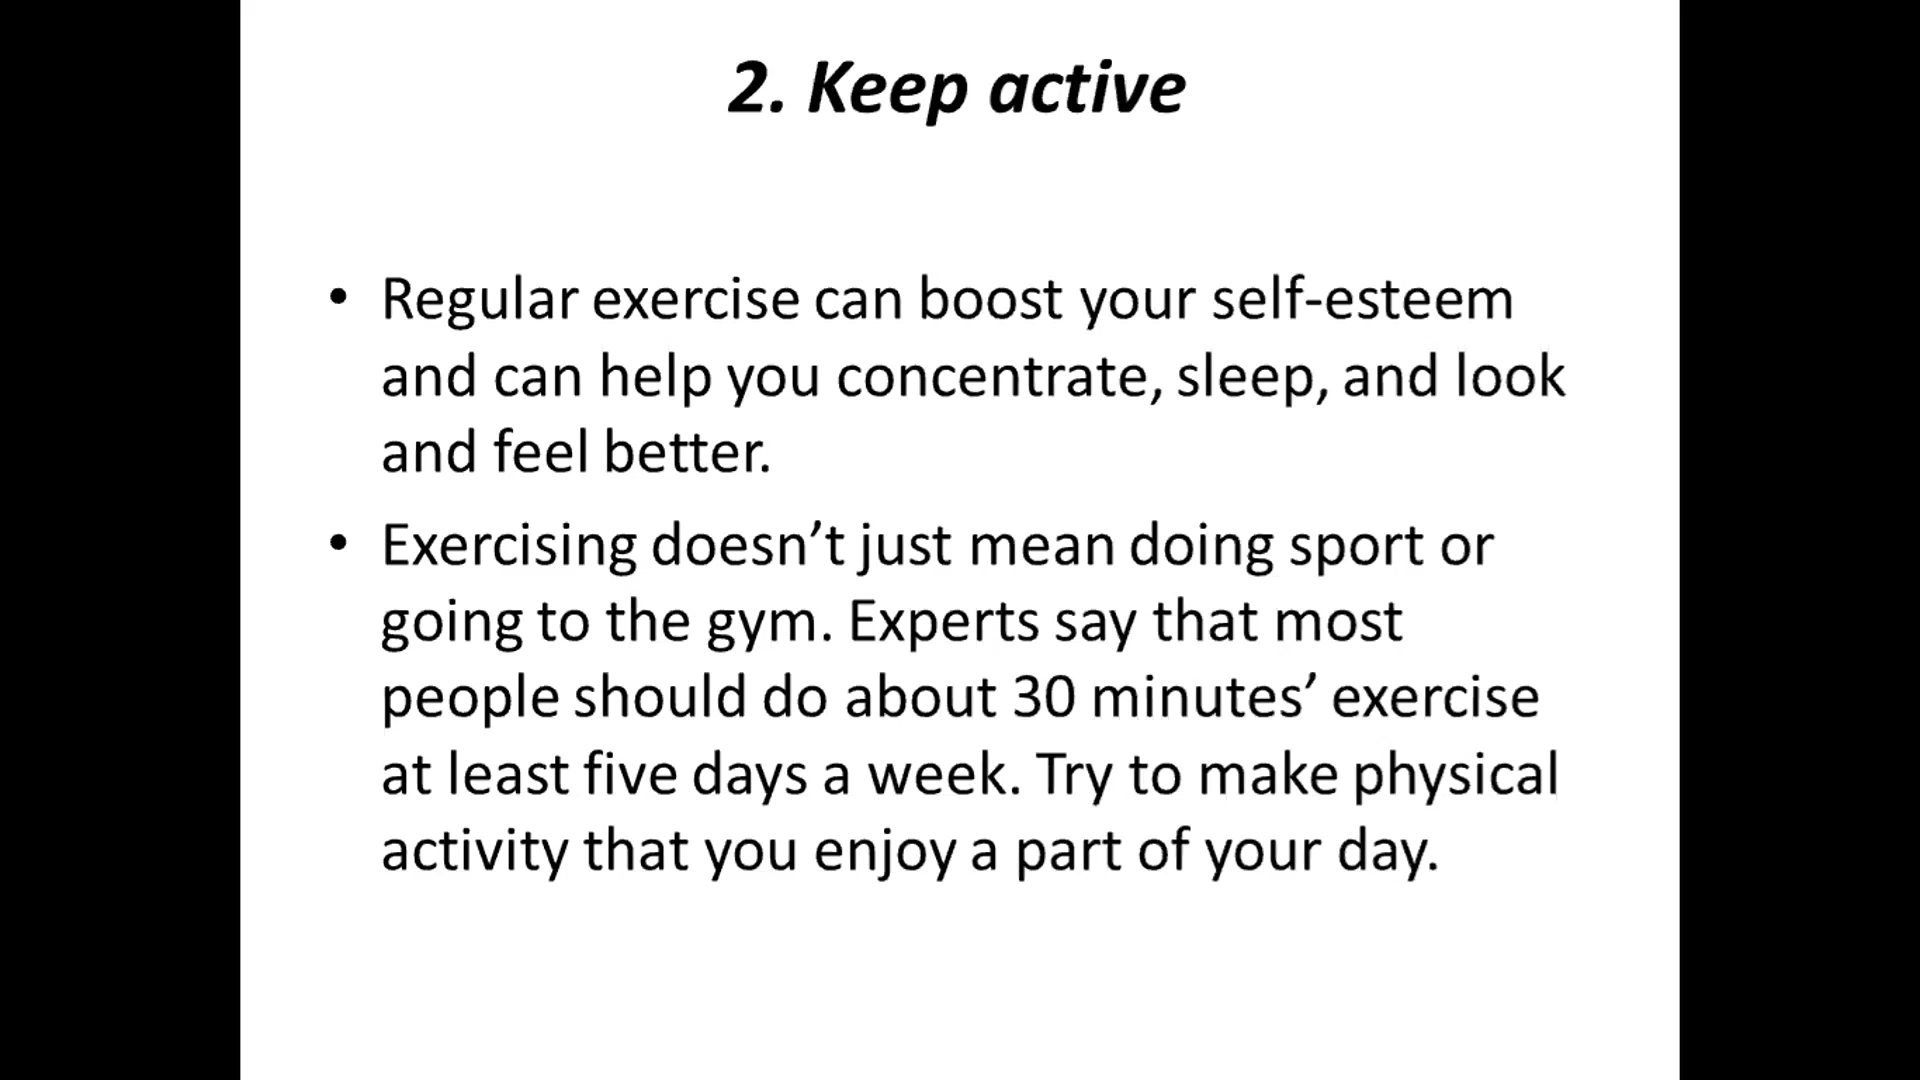 2. Keep active
• Regular exercise can boost your self-esteem
and can help you concentrate, sleep, and look
and feel better.
• Exercising doesn’t just mean doing sport or
going to the gym. Experts say that most
people should do about 30 minutes’ exercise
at least five days a week. Try to make physical
activity that you enjoy a part of your day.